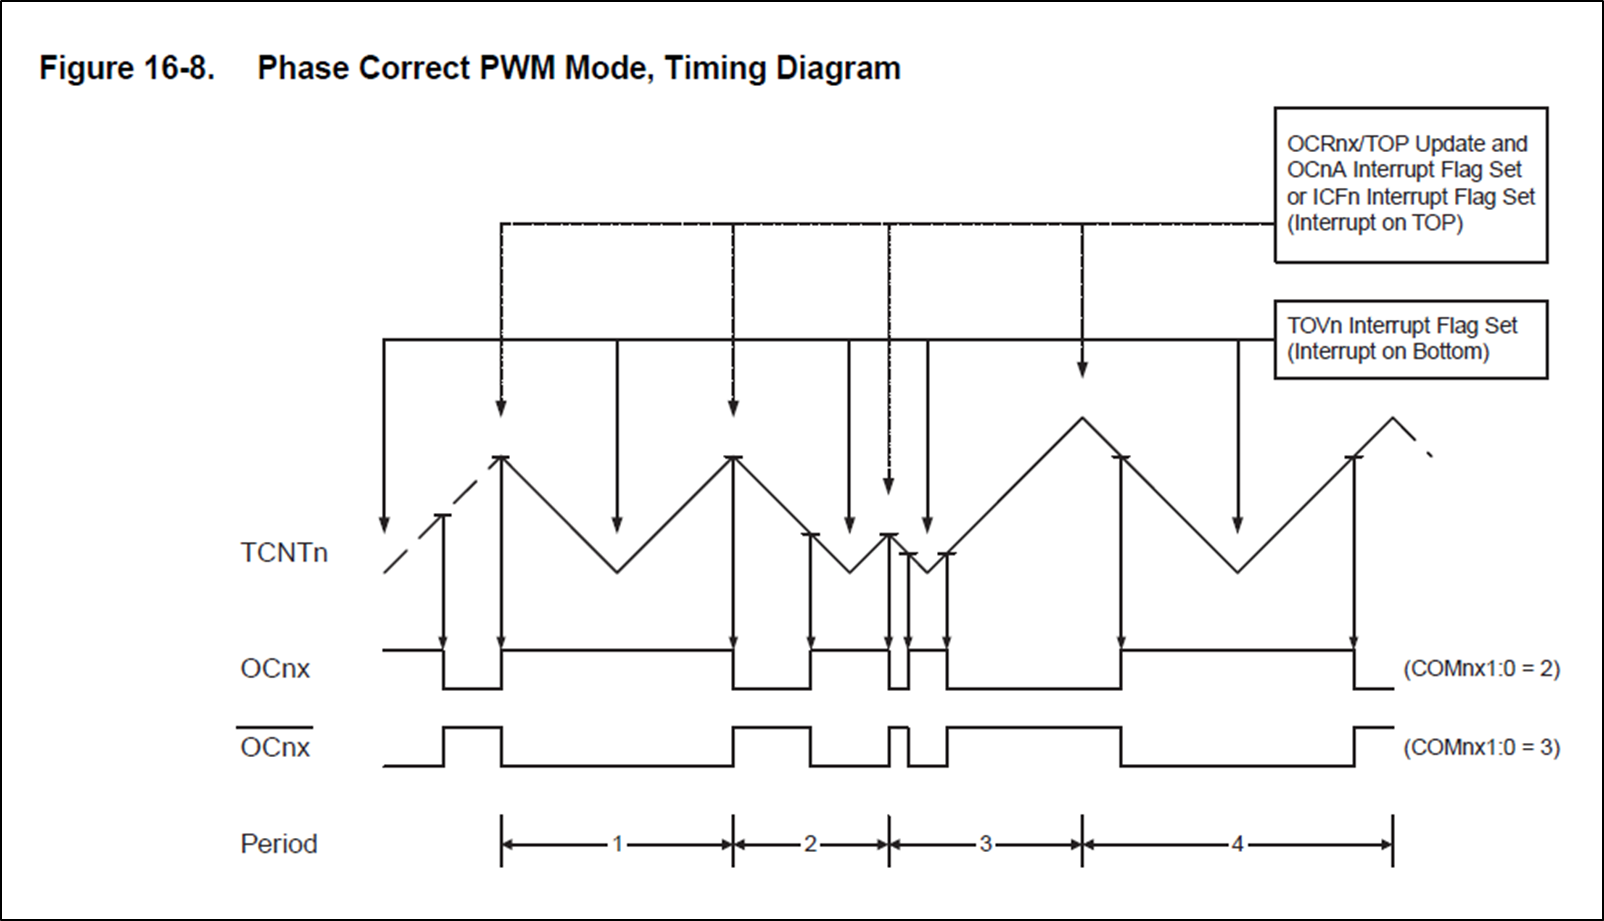 Figure 16-8. Phase Correct PWM Mode, Timing Diagram
OCRnx/TOP Update and
OCnA Interrupt Flag Set
or ICFn Interrupt Flag Set
(Interrupt on TOP)
TOVn Interrupt Flag Set
(Interrupt on Bottom)
TCNTn
OCnx
(COMnx1:0 = 2)
OCnx
(COMnx1:0 = 3)
Period
1
2
3
4